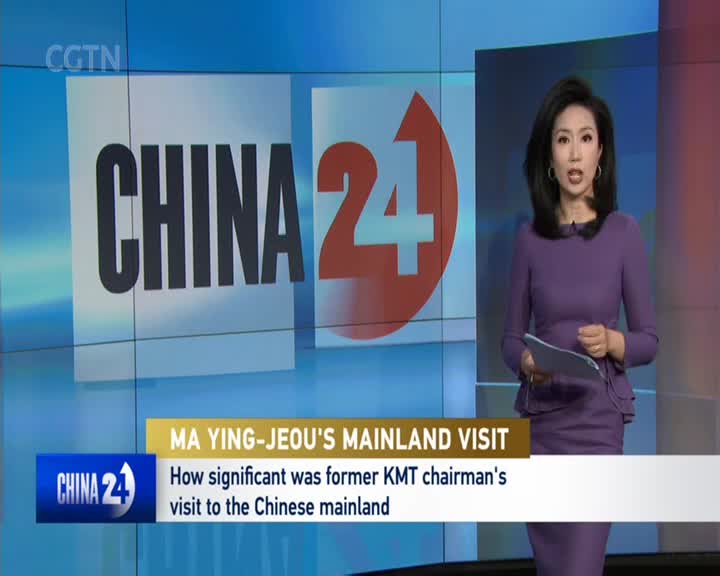 CGTN
CHINA 24
MA YING-JEOU'S MAINLAND VISIT
How significant was former KMT chairman's
visit to the Chinese mainland
CHINA 24